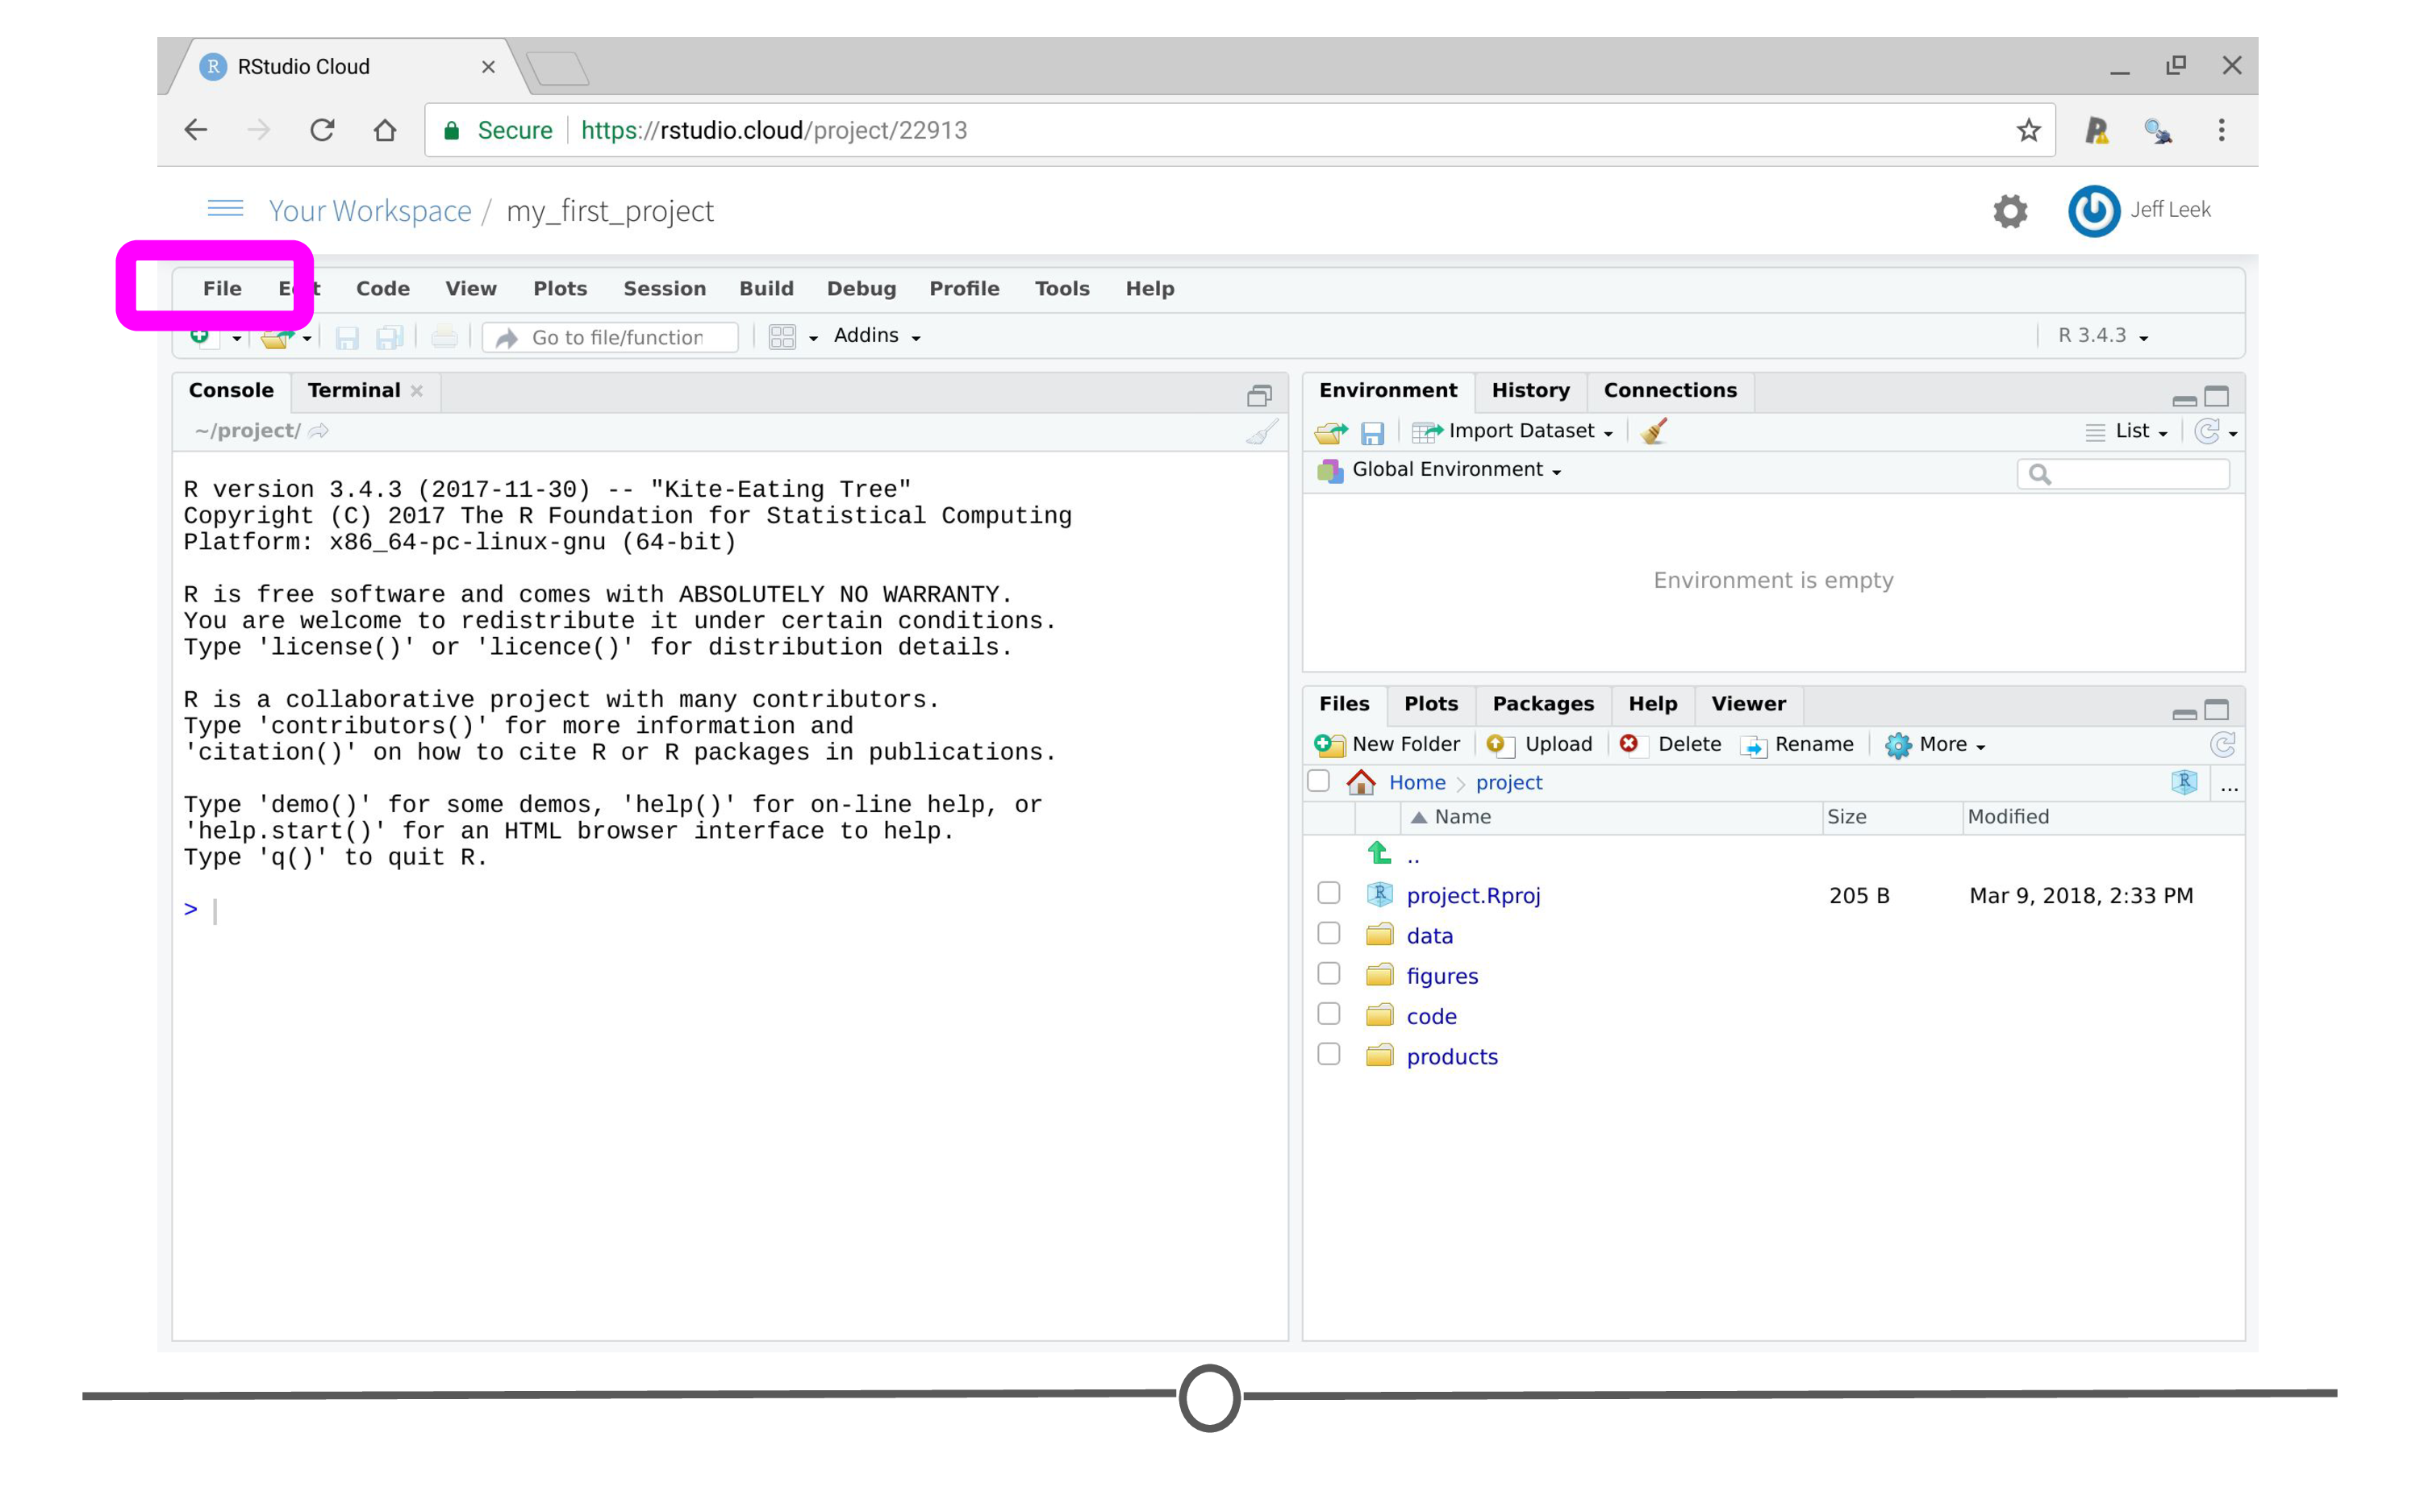 RStudio Cloud
Secure https://rstudio.cloud/project/22913
Your Workspace / my_first_project
Jeff Leek
File Code View Plots Session Build Debug Profile Tools Help
Go to file/function Addins R 3.4.3
Console Terminal
~/project/
R version 3.4.3 (2017-11-30) -- "Kite-Eating Tree"
Copyright (C) 2017 The R Foundation for Statistical Computing
Platform: x86_64-pc-linux-gnu (64-bit)
R is free software and comes with ABSOLUTELY NO WARRANTY.
You are welcome to redistribute it under certain conditions.
Type 'license()' or 'licence()' for distribution details.
R is a collaborative project with many contributors.
Type 'contributors()' for more information and
'citation()' on how to cite R or R packages in publications.
Type 'demo()' for some demos, 'help()' for on-line help, or
'help.start()' for an HTML browser interface to help.
Type 'q()' to quit R.
>
Environment History Connections
Import Dataset List
Global Environment
Environment is empty
Files Plots Packages Help Viewer
New Folder Upload Delete Rename More
Home > project ...
Name Size Modified
..
project.Rproj 205 B Mar 9, 2018, 2:33 PM
data
figures
code
products